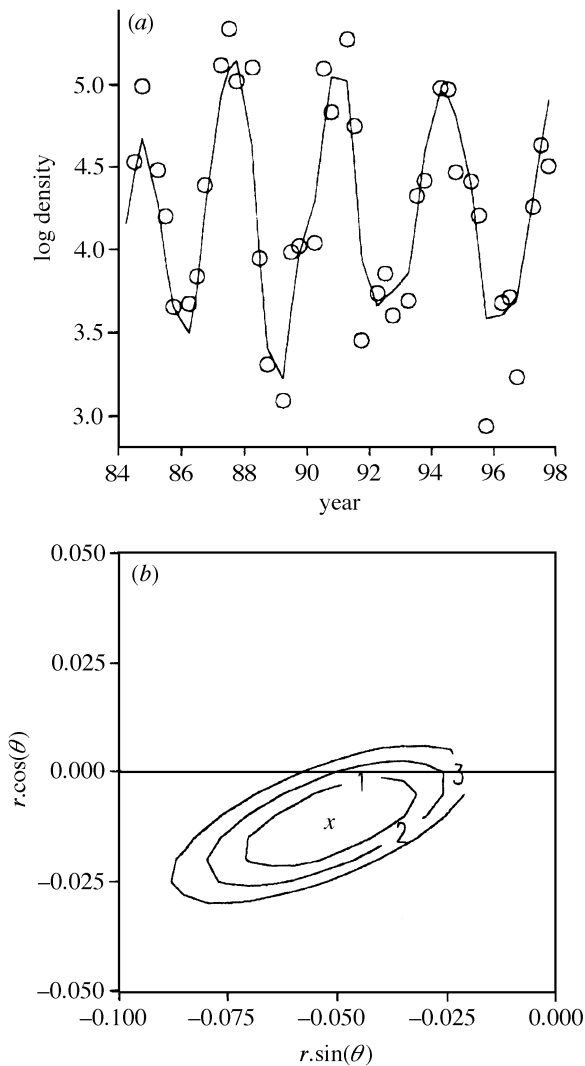 (a)
5.0
4.5
4.0
3.5
3.0
log density
84 86 88 90 92 94 96 98
year
(b)
0.050
0.025
0.000
−0.025
−0.050
r.cos(θ)
1
2
3
x
−0.100 −0.075 −0.050 −0.025 0.000
r.sin(θ)